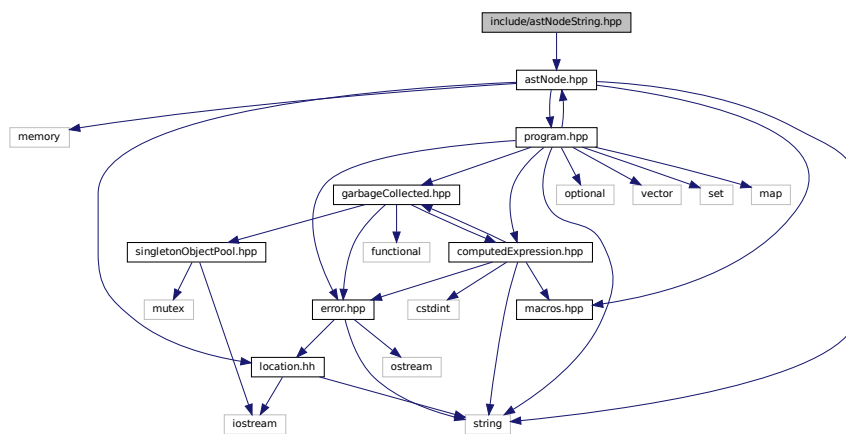 include/astNodeString.hpp
astNode.hpp
memory
program.hpp
garbageCollected.hpp
optional
vector
set
map
singletonObjectPool.hpp
functional
computedExpression.hpp
mutex
error.hpp
cstdint
macros.hpp
location.hh
ostream
iostream
string